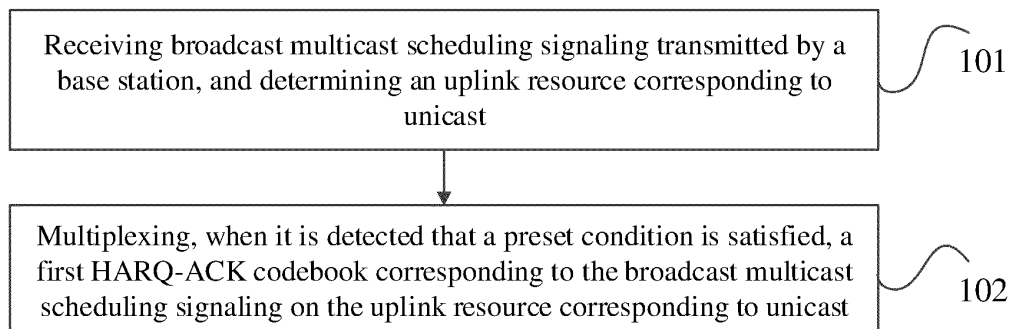 Receiving broadcast multicast scheduling signaling transmitted by a
base station, and determining an uplink resource corresponding to
unicast
101
Multiplexing, when it is detected that a preset condition is satisfied, a
first HARQ-ACK codebook corresponding to the broadcast multicast
scheduling signaling on the uplink resource corresponding to unicast
102